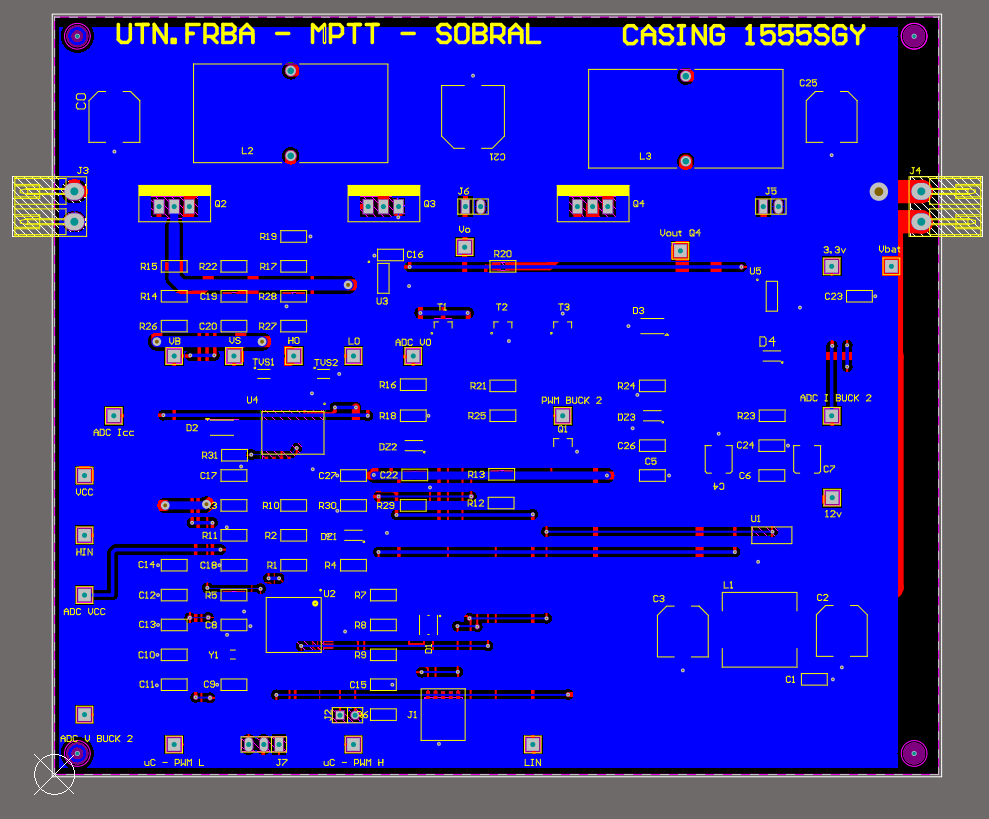 UTN.FRBA - MPTT - SOBRAL CASING 1555SGY
C0 L2 C21 L3 C25
J3 J4
Q2 Q3 J6 Q4 J5
R19 Vo Vout Q4
C16 R20 3.3v Vbat
R15 R22 R17 U3 U5
R14 C19 R28 C23
T1 T2 T3 D3
R26 C20 R27
VB VS HO LO ADC VO D4
TVS1 TVS2
R16 R21 R24
U4 PWM BUCK 2 ADC I BUCK 2
R18 R25 DZ3 R23
ADC Icc D2 Q1
DZ2 C26 C24
R31 C5 C4 C6 C7
C17 C27 C22 R13
VCC
R3 R10 R30 R29 R12 12v
U1
R11 R2 DZ1
HIN
C14 C18 R1 R4
L1
C12 R5 U2 R7 C3 C2
ADC VCC
C13 C8 R8
D1
C10 Y1 R9
C11 C9 C15 C1
J2 R6 J1
ADC V BUCK 2
uC - PWM L J7 uC - PWM H LIN